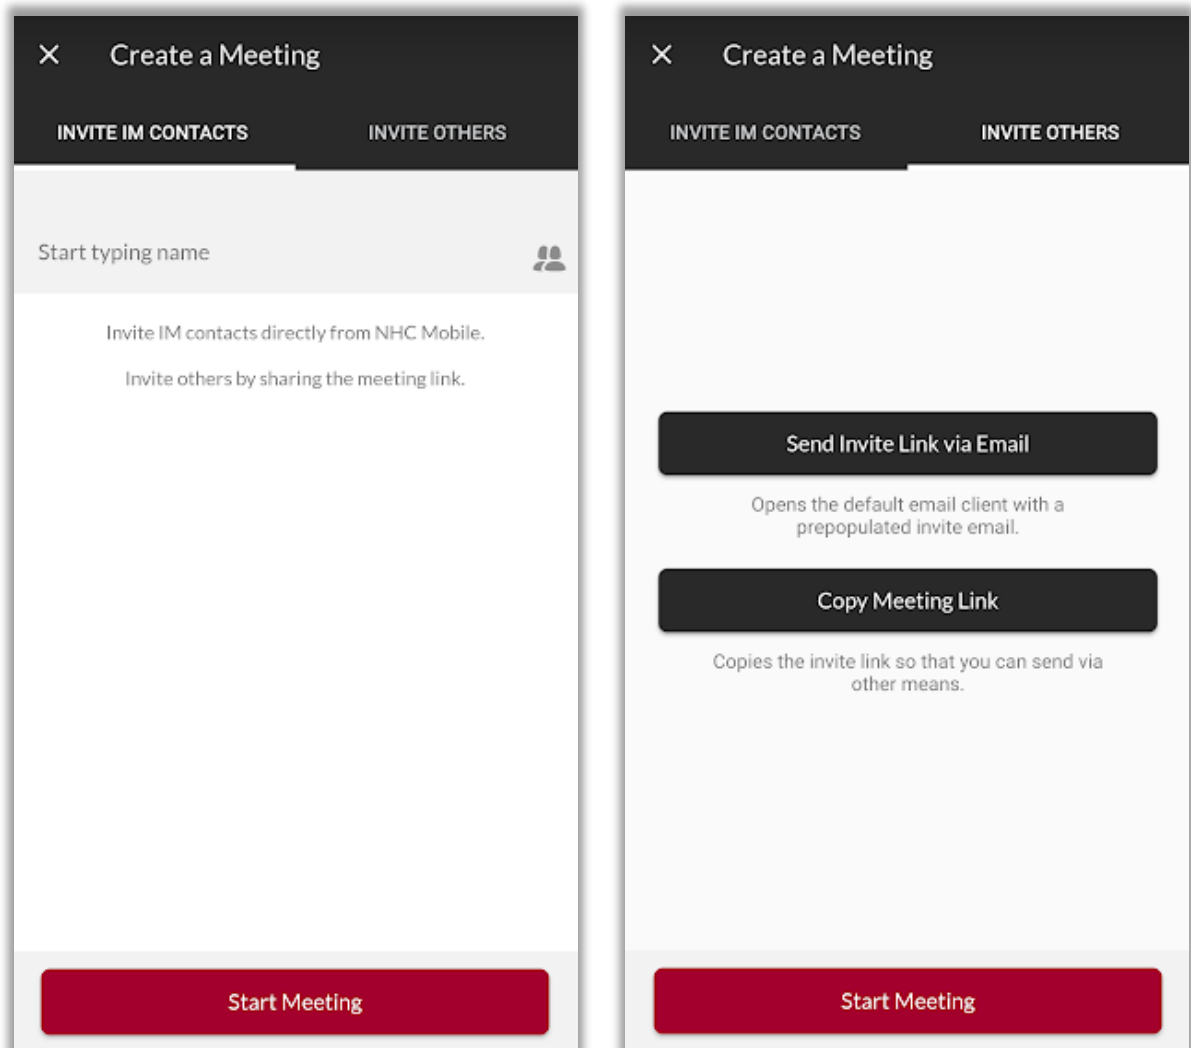 Create a Meeting
INVITE IM CONTACTS
INVITE OTHERS
Start typing name
Invite IM contacts directly from NHC Mobile.
Invite others by sharing the meeting link.
Start Meeting
Create a Meeting
INVITE IM CONTACTS
INVITE OTHERS
Send Invite Link via Email
Opens the default email client with a
prepopulated invite email.
Copy Meeting Link
Copies the invite link so that you can send via
other means.
Start Meeting